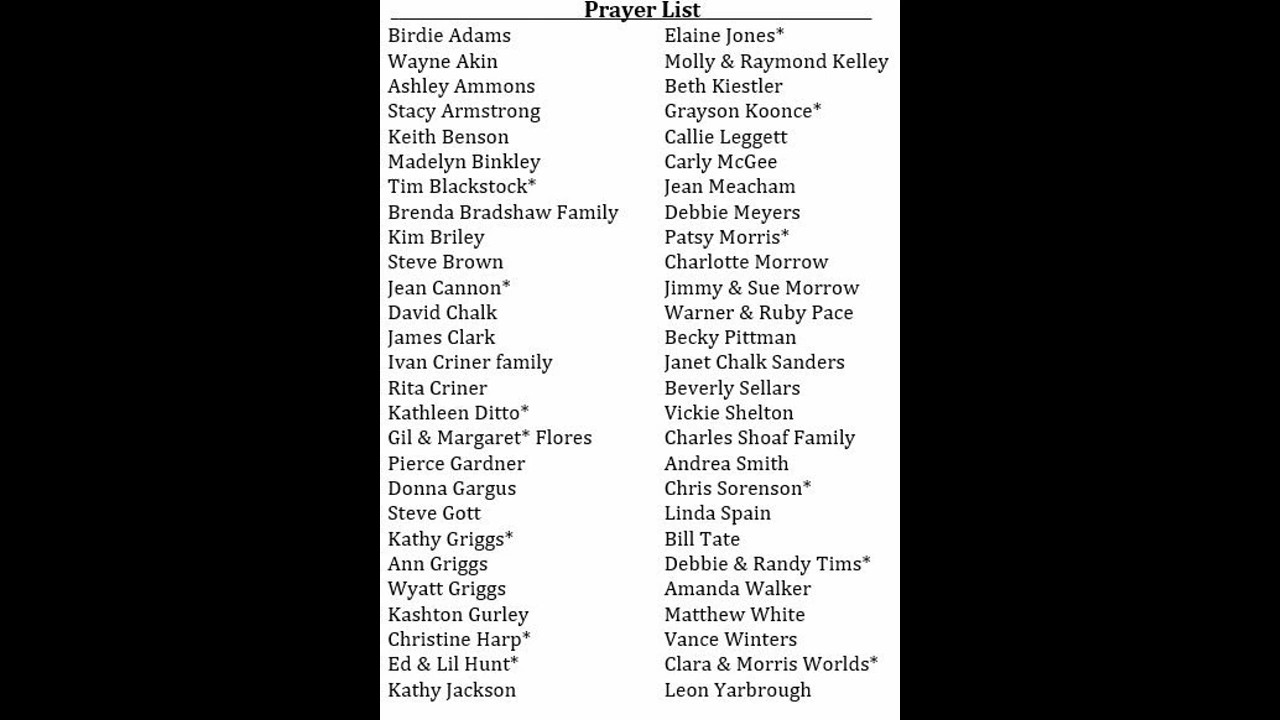 Prayer List
Birdie Adams
Wayne Akin
Ashley Ammons
Stacy Armstrong
Keith Benson
Madelyn Binkley
Tim Blackstock*
Brenda Bradshaw Family
Kim Briley
Steve Brown
Jean Cannon*
David Chalk
James Clark
Ivan Criner family
Rita Criner
Kathleen Ditto*
Gil & Margaret* Flores
Pierce Gardner
Donna Gargus
Steve Gott
Kathy Griggs*
Ann Griggs
Wyatt Griggs
Kashton Gurley
Christine Harp*
Ed & Lil Hunt*
Kathy Jackson
Elaine Jones*
Molly & Raymond Kelley
Beth Kiestler
Grayson Koonce*
Callie Leggett
Carly McGee
Jean Meacham
Debbie Meyers
Patsy Morris*
Charlotte Morrow
Jimmy & Sue Morrow
Warner & Ruby Pace
Becky Pittman
Janet Chalk Sanders
Beverly Sellars
Vickie Shelton
Charles Shoaf Family
Andrea Smith
Chris Sorenson*
Linda Spain
Bill Tate
Debbie & Randy Tims*
Amanda Walker
Matthew White
Vance Winters
Clara & Morris Worlds*
Leon Yarbrough